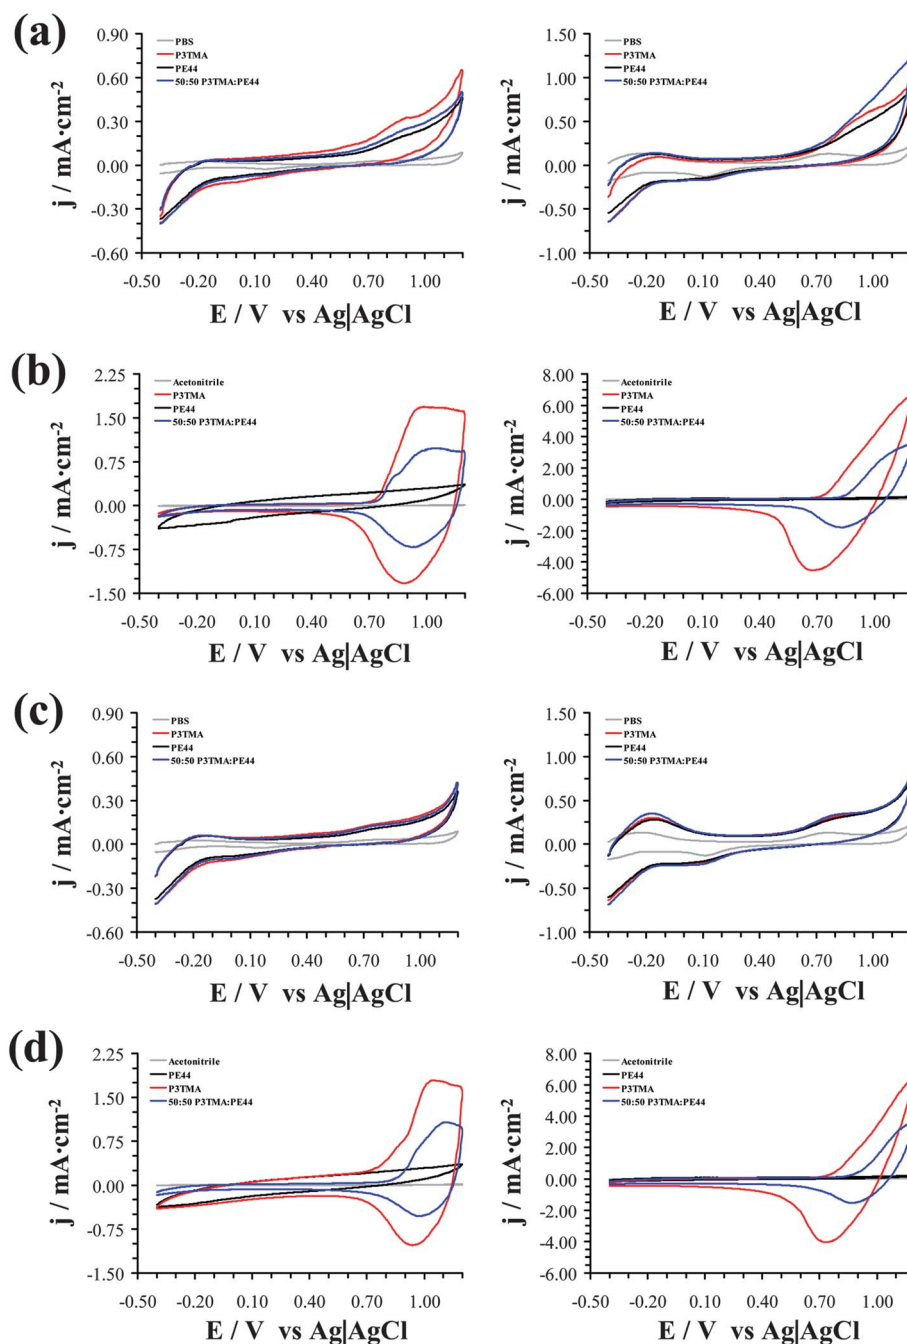 (a)
0.90
0.60
0.30
0.00
-0.30
-0.60
j / mA·cm-2
PBS
P3TMA
PE44
50:50 P3TMA:PE44
-0.50 -0.20 0.10 0.40 0.70 1.00
E / V vs Ag|AgCl
1.50
1.00
0.50
0.00
-0.50
-1.00
j / mA·cm-2
PBS
P3TMA
PE44
50:50 P3TMA:PE44
-0.50 -0.20 0.10 0.40 0.70 1.00
E / V vs Ag|AgCl
(b)
2.25
1.50
0.75
0.00
-0.75
-1.50
j / mA·cm-2
Acetonitrile
P3TMA
PE44
50:50 P3TMA:PE44
-0.50 -0.20 0.10 0.40 0.70 1.00
E / V vs Ag|AgCl
8.00
6.00
4.00
2.00
0.00
-2.00
-4.00
-6.00
j / mA·cm-2
Acetonitrile
P3TMA
PE44
50:50 P3TMA:PE44
-0.50 -0.20 0.10 0.40 0.70 1.00
E / V vs Ag|AgCl
(c)
0.90
0.60
0.30
0.00
-0.30
-0.60
j / mA·cm-2
PBS
P3TMA
PE44
50:50 P3TMA:PE44
-0.50 -0.20 0.10 0.40 0.70 1.00
E / V vs Ag|AgCl
1.50
1.00
0.50
0.00
-0.50
-1.00
j / mA·cm-2
PBS
P3TMA
PE44
50:50 P3TMA:PE44
-0.50 -0.20 0.10 0.40 0.70 1.00
E / V vs Ag|AgCl
(d)
2.25
1.50
0.75
0.00
-0.75
-1.50
j / mA·cm-2
Acetonitrile
PE44
P3TMA
50:50 P3TMA:PE44
-0.50 -0.20 0.10 0.40 0.70 1.00
E / V vs Ag|AgCl
8.00
6.00
4.00
2.00
0.00
-2.00
-4.00
-6.00
j / mA·cm-2
Acetonitrile
PE44
P3TMA
50:50 P3TMA:PE44
-0.50 -0.20 0.10 0.40 0.70 1.00
E / V vs Ag|AgCl